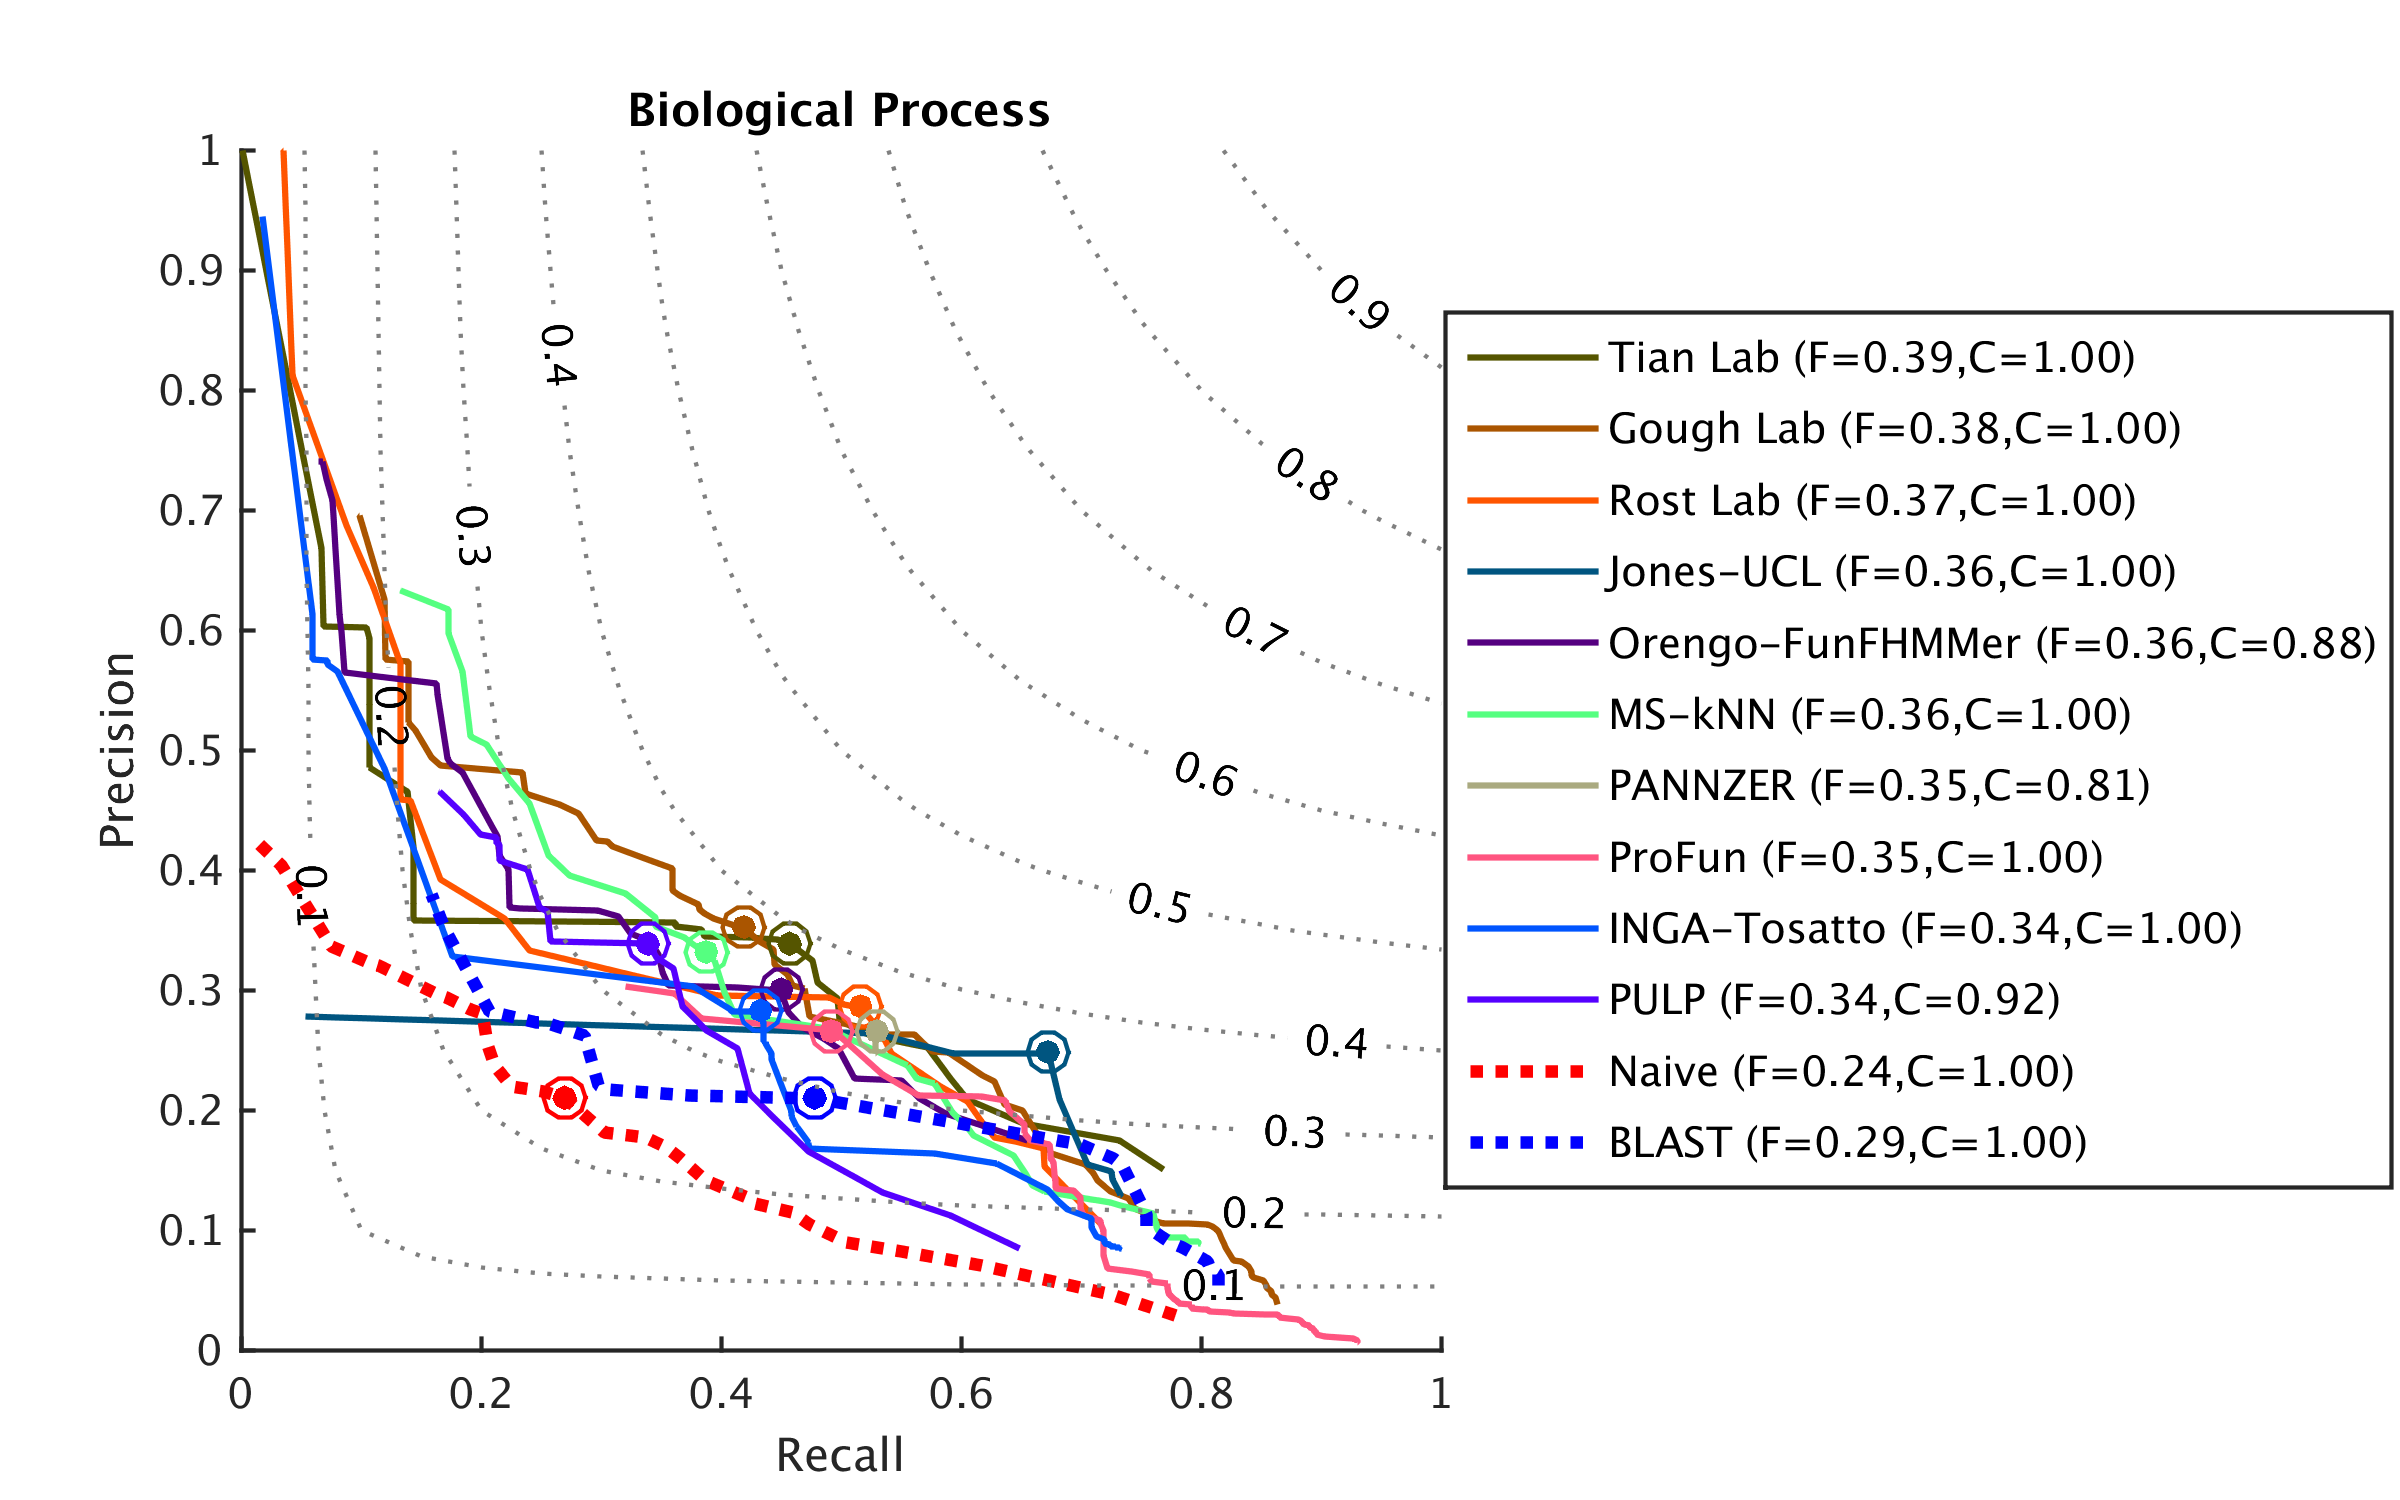 Biological Process
1
0.9
0.8
0.7
0.6
0.5
0.4
0.3
0.2
0.1
0
Precision
0
0.2
0.4
0.6
0.8
1
Recall
0.1
0.2
0.3
0.4
0.9
0.8
0.7
0.6
0.5
0.4
0.3
0.2
0.1
Tian Lab (F=0.39,C=1.00)
Gough Lab (F=0.38,C=1.00)
Rost Lab (F=0.37,C=1.00)
Jones-UCL (F=0.36,C=1.00)
Orengo-FunFHMMer (F=0.36,C=0.88)
MS-kNN (F=0.36,C=1.00)
PANNZER (F=0.35,C=0.81)
ProFun (F=0.35,C=1.00)
INGA-Tosatto (F=0.34,C=1.00)
PULP (F=0.34,C=0.92)
Naive (F=0.24,C=1.00)
BLAST (F=0.29,C=1.00)